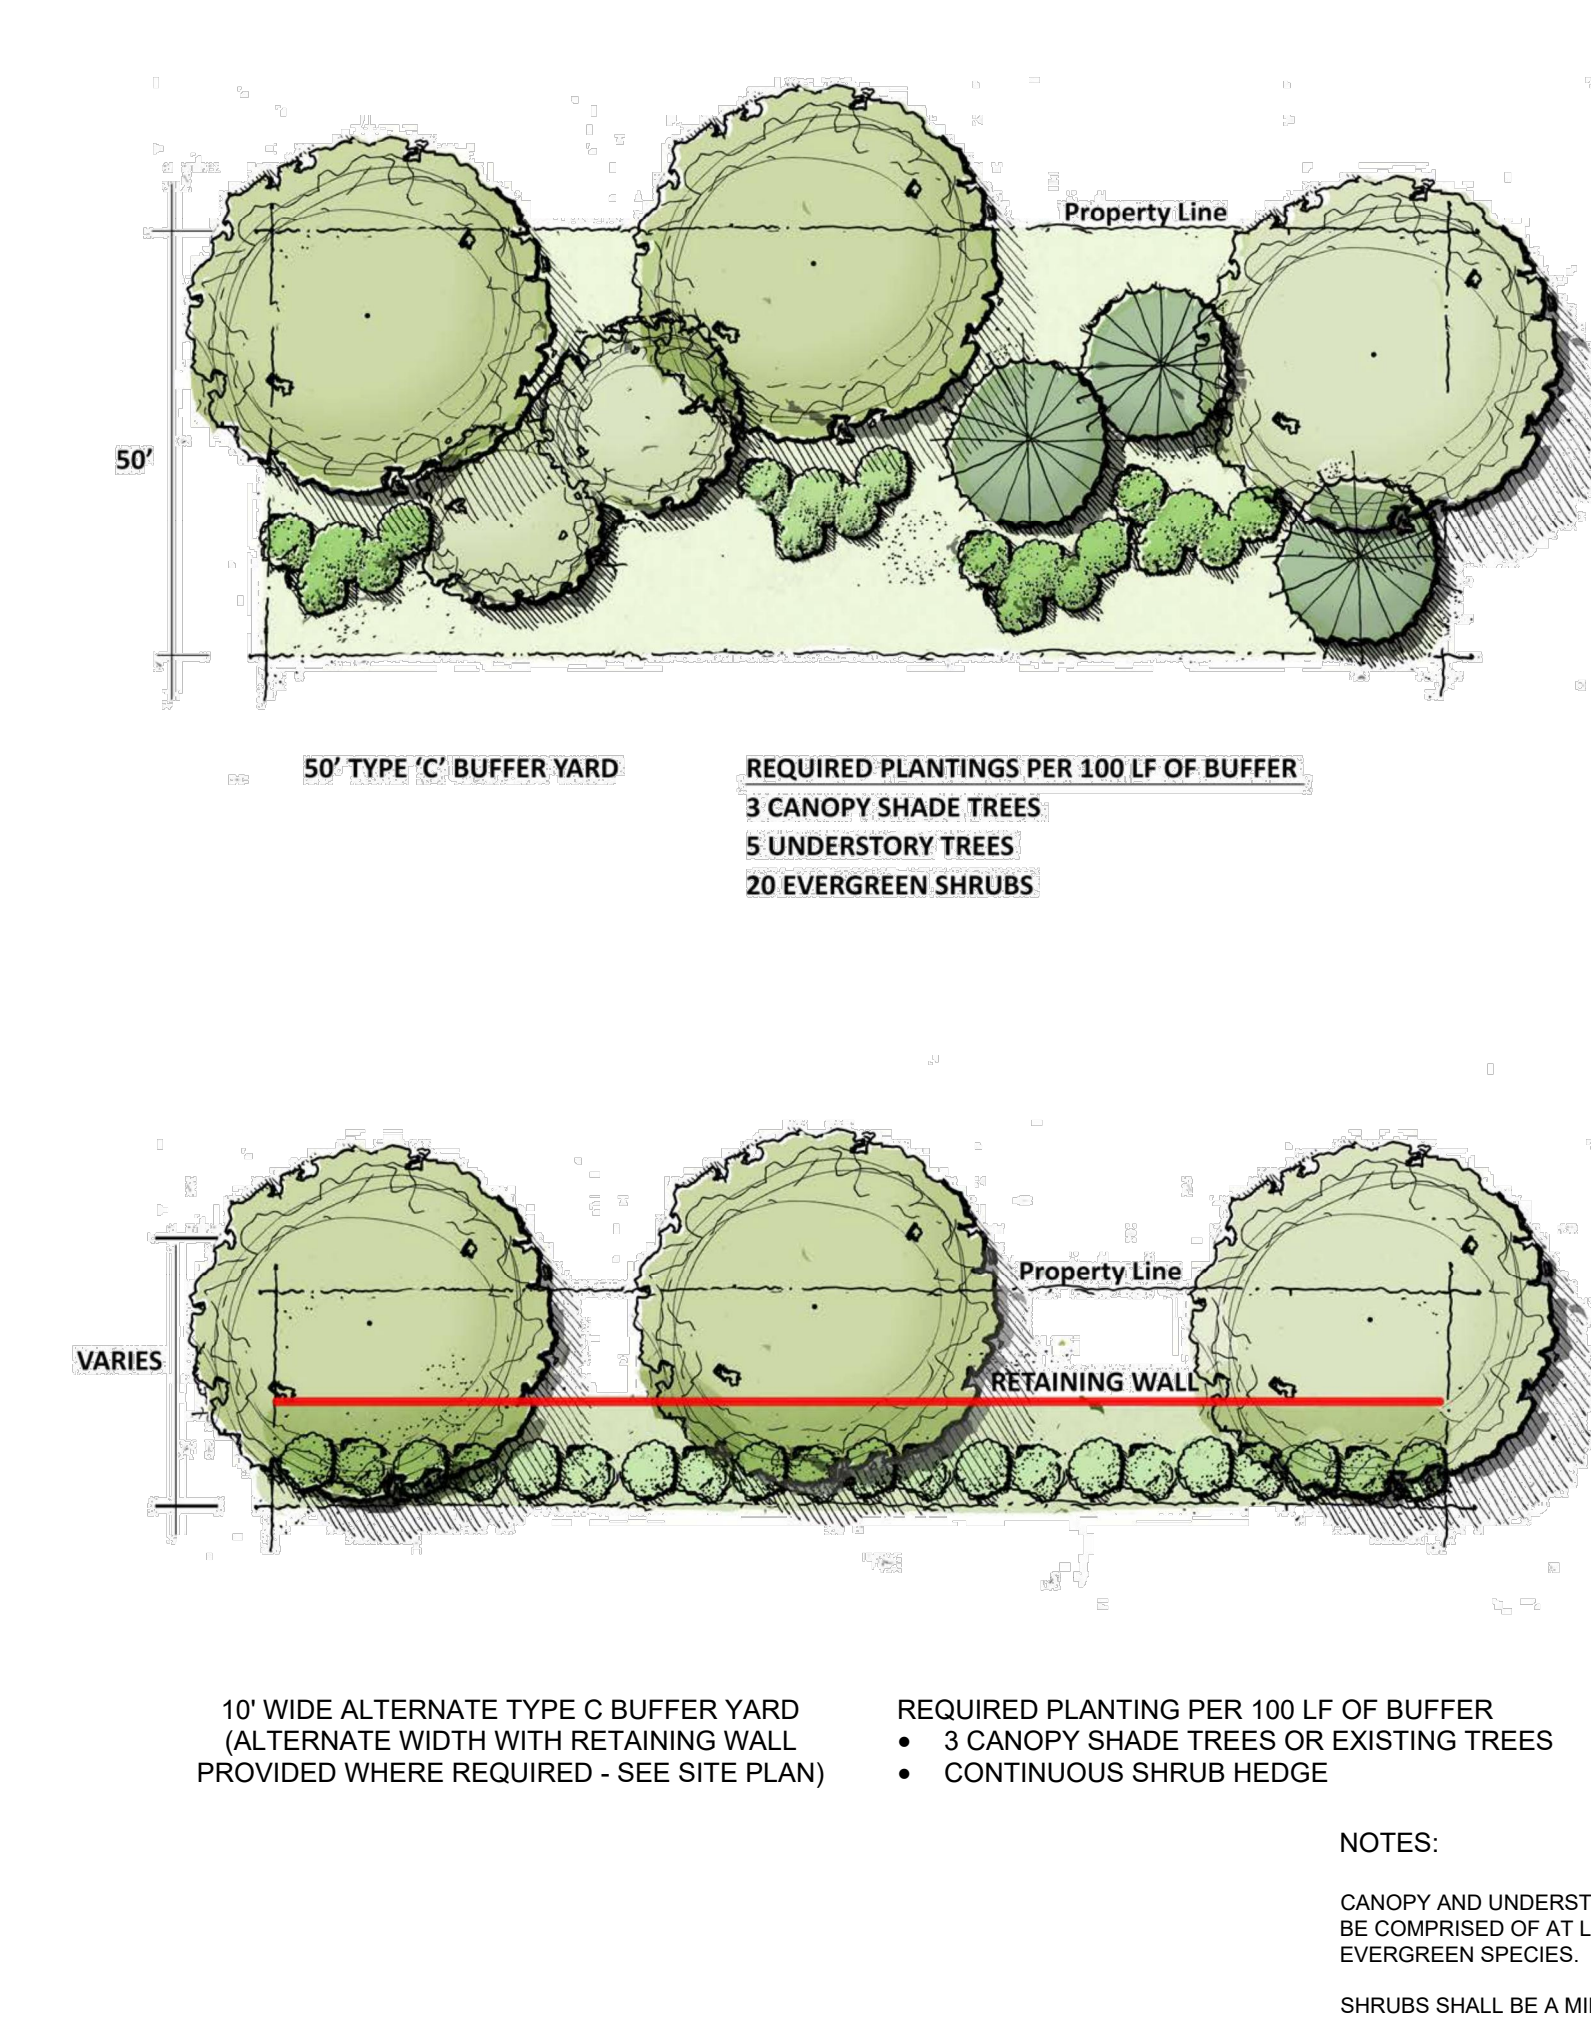 Property Line
50’
50’ TYPE ‘C’ BUFFER YARD
REQUIRED PLANTINGS PER 100 LF OF BUFFER
3 CANOPY SHADE TREES
5 UNDERSTORY TREES
20 EVERGREEN SHRUBS
Property Line
VARIES
RETAINING WALL
10' WIDE ALTERNATE TYPE C BUFFER YARD
(ALTERNATE WIDTH WITH RETAINING WALL
PROVIDED WHERE REQUIRED - SEE SITE PLAN)
REQUIRED PLANTING PER 100 LF OF BUFFER
• 3 CANOPY SHADE TREES OR EXISTING TREES
• CONTINUOUS SHRUB HEDGE
NOTES:
CANOPY AND UNDERST
BE COMPRISED OF AT L
EVERGREEN SPECIES.
SHRUBS SHALL BE A MI